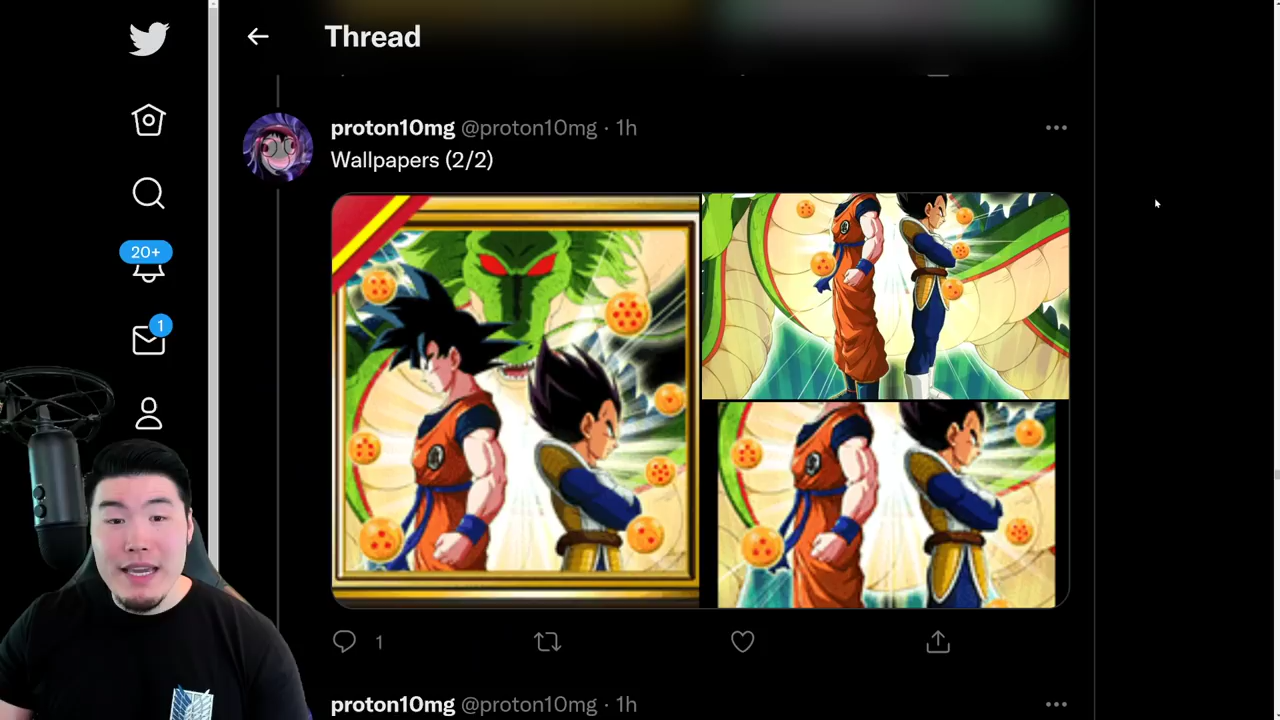 Thread
proton10mg @proton10mg · 1h
Wallpapers (2/2)
20+
1
1
proton10mg @proton10mg · 1h